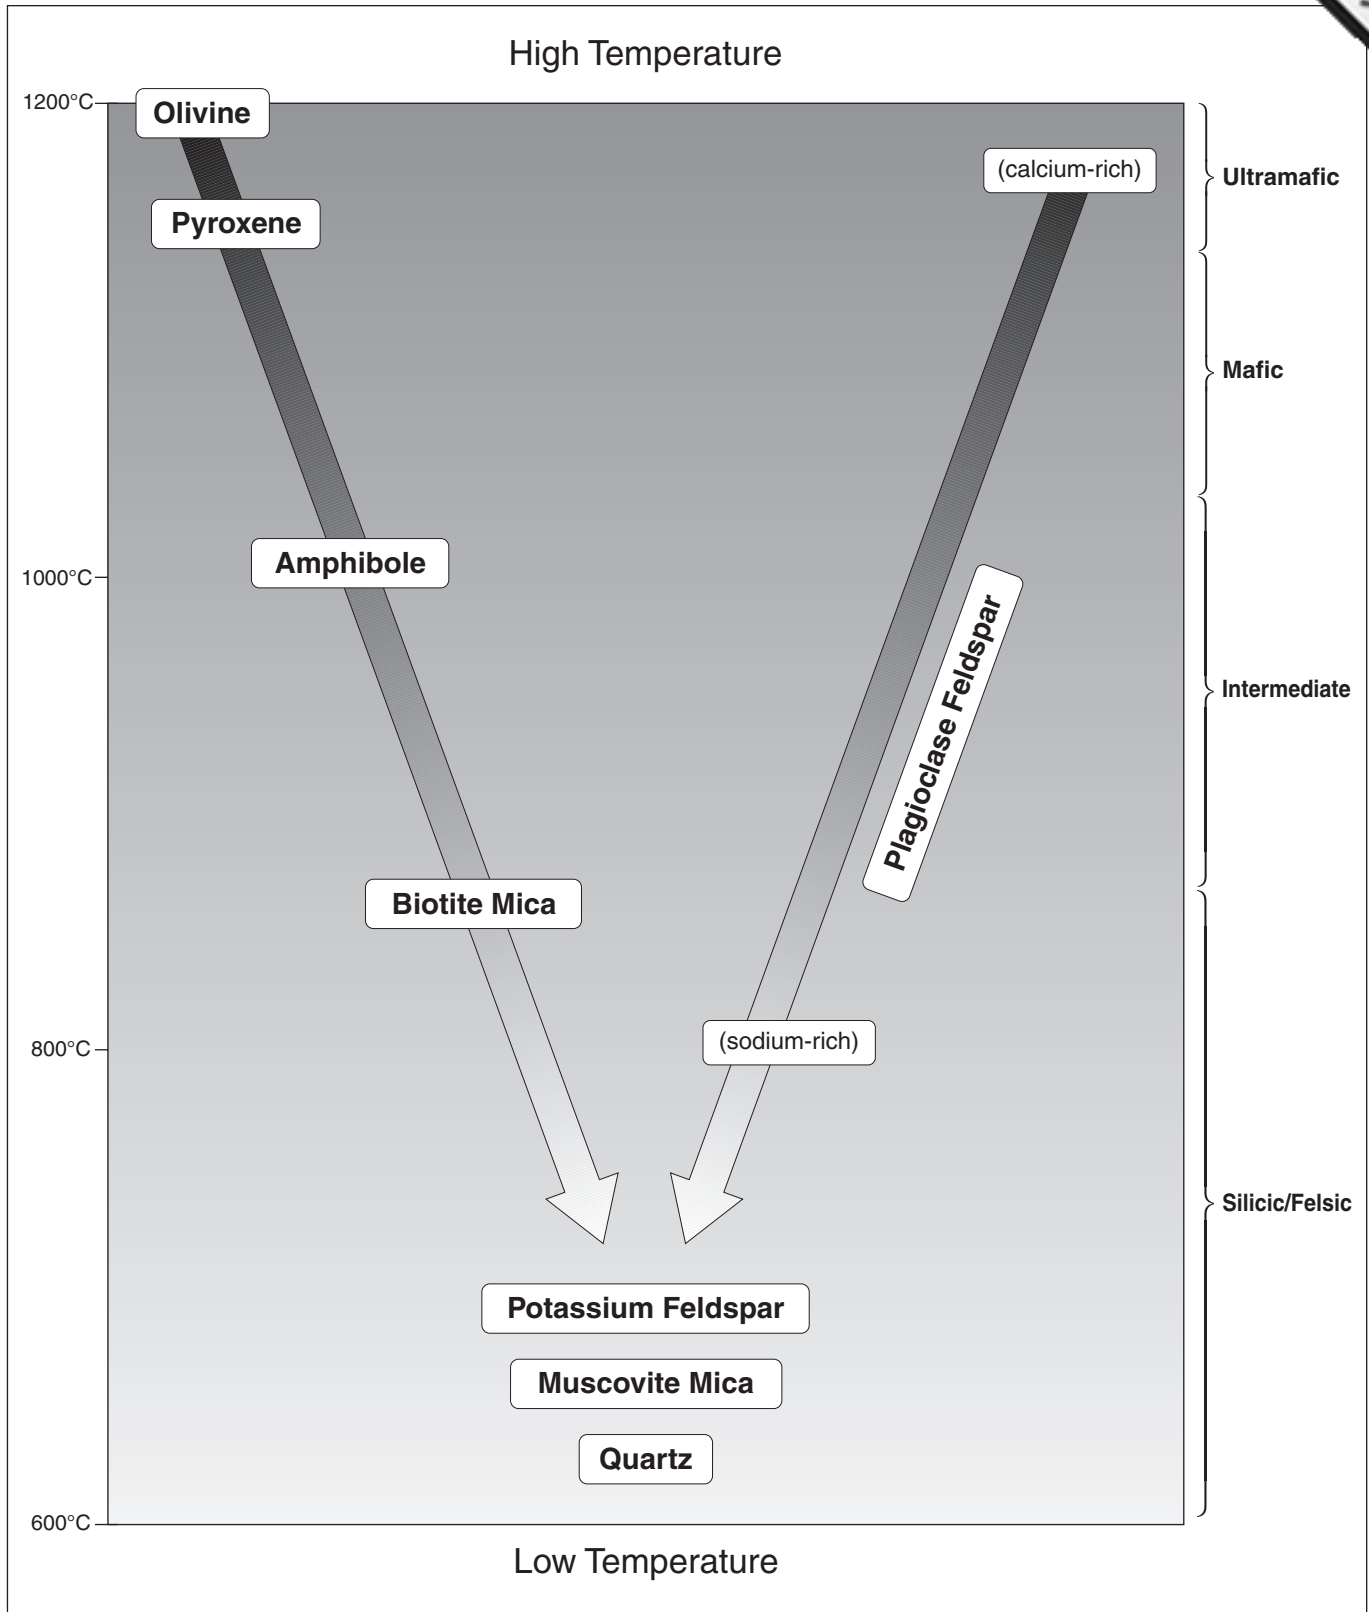 High Temperature
1200°C
Olivine
(calcium-rich)
Ultramafic
Pyroxene
Mafic
Amphibole
1000°C
Plagioclase Feldspar
Intermediate
Biotite Mica
(sodium-rich)
800°C
Silicic/Felsic
Potassium Feldspar
Muscovite Mica
Quartz
600°C
Low Temperature